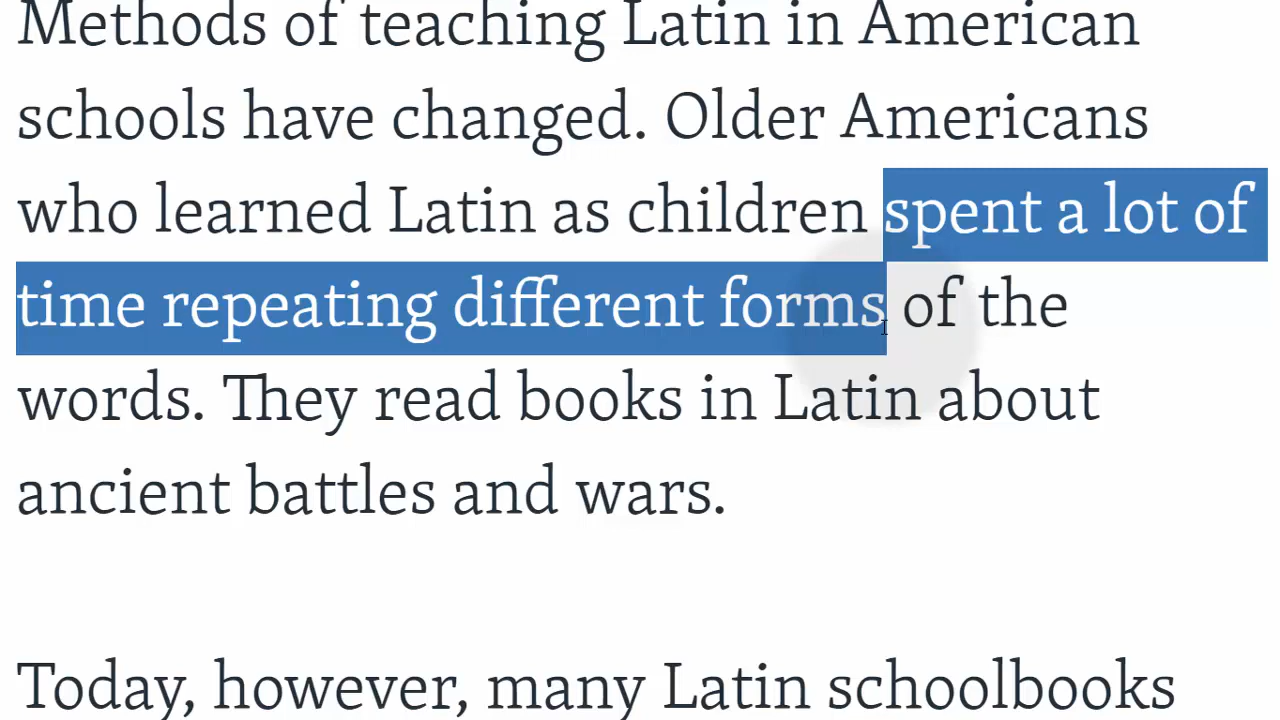 Methods of teaching Latin in American
schools have changed. Older Americans
who learned Latin as children spent a lot of
time repeating different forms of the
words. They read books in Latin about
ancient battles and wars.
Today, however, many Latin schoolbooks